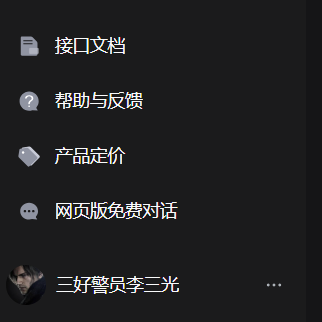 接口文档
帮助与反馈
产品定价
网页版免费对话
三好警员李三光